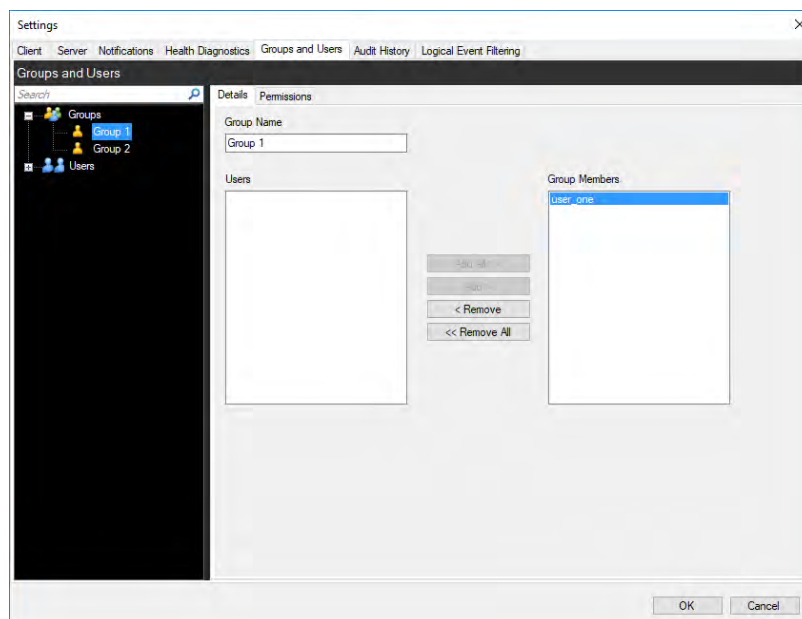 Settings
Client Server Notifications Health Diagnostics Groups and Users Audit History Logical Event Filtering
Groups and Users
Search
Details Permissions
Groups
Group 1
Group 2
Users
Group Name
Group 1
Users
Group Members
user_one
< Remove
<< Remove All
OK Cancel